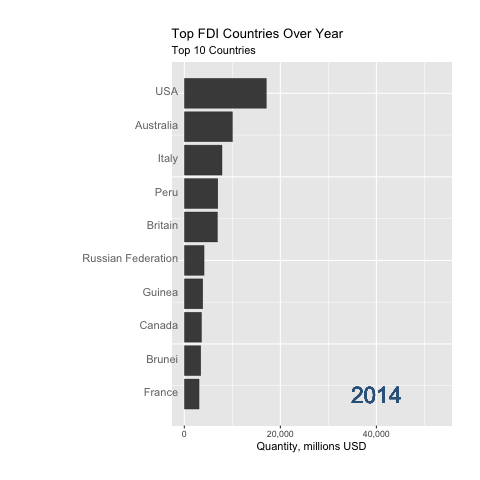 Top FDI Countries Over Year
Top 10 Countries
USA
Australia
Italy
Peru
Britain
Russian Federation
Guinea
Canada
Brunei
France
2014
0 20,000 40,000
Quantity, millions USD